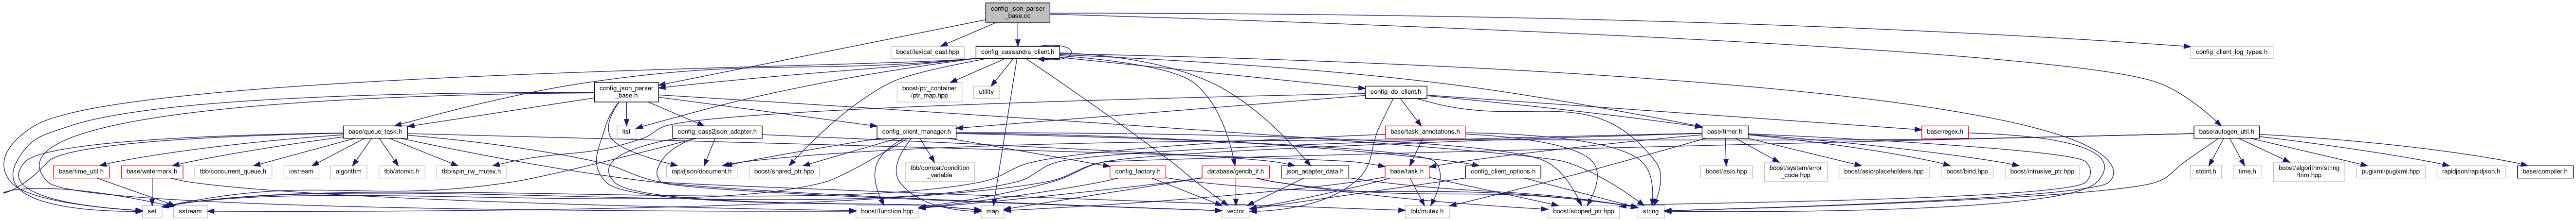 config_json_parser
_base.cc
boost/lexical_cast.hpp
config_cassandra_client.h
config_client_log_types.h
config_json_parser
_base.h
boost/ptr_container
/ptr_map.hpp
utility
config_db_client.h
base/queue_task.h
list
config_cass2json_adapter.h
config_client_manager.h
base/task_annotations.h
base/timer.h
base/regex.h
base/autogen_util.h
base/time_util.h
base/watermark.h
tbb/concurrent_queue.h
iostream
algorithm
tbb/atomic.h
tbb/spin_rw_mutex.h
rapidjson/document.h
boost/shared_ptr.hpp
tbb/compat/condition
_variable
config_factory.h
database/gendb_if.h
json_adapter_data.h
base/task.h
config_client_options.h
boost/asio.hpp
boost/system/error
_code.hpp
boost/asio/placeholders.hpp
boost/bind.hpp
boost/intrusive_ptr.hpp
stdint.h
time.h
boost/algorithm/string
/trim.hpp
pugixml/pugixml.hpp
rapidjson/rapidjson.h
base/compiler.h
set
sstream
boost/function.hpp
map
vector
tbb/mutex.h
boost/scoped_ptr.hpp
string